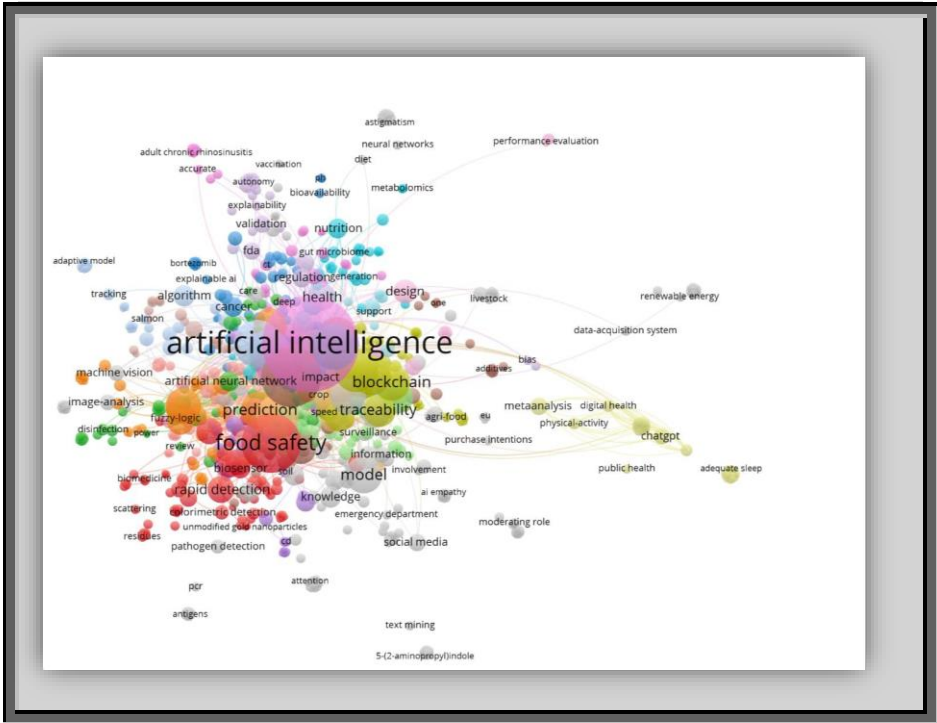 astigmatism
neural networks
performance evaluation
adult chronic rhinosinusitis
diet
vaccination
accurate
autonomy
pb
bioavailability
metabolomics
explainability
validation
nutrition
fda
gut microbiome
adaptive model
bortezomib
ct
explainable ai
regulation
generation
tracking
algorithm
care
deep
health
design
one
livestock
renewable energy
cancer
support
salmon
data-acquisition system
artificial intelligence
bias
additives
machine vision
artificial neural network
impact
blockchain
crop
image-analysis
fuzzy-logic
prediction
speed
traceability
agri-food
eu
metaanalysis
digital health
physical-activity
disinfection
power
surveillance
purchase intentions
chatgpt
review
food safety
information
biosensor
soil
involvement
public health
adequate sleep
biomedicine
model
rapid detection
knowledge
ai empathy
scattering
colorimetric detection
emergency department
moderating role
unmodified gold nanoparticles
residues
pathogen detection
cd
social media
attention
pcr
antigens
text mining
5-(2-aminopropyl)indole